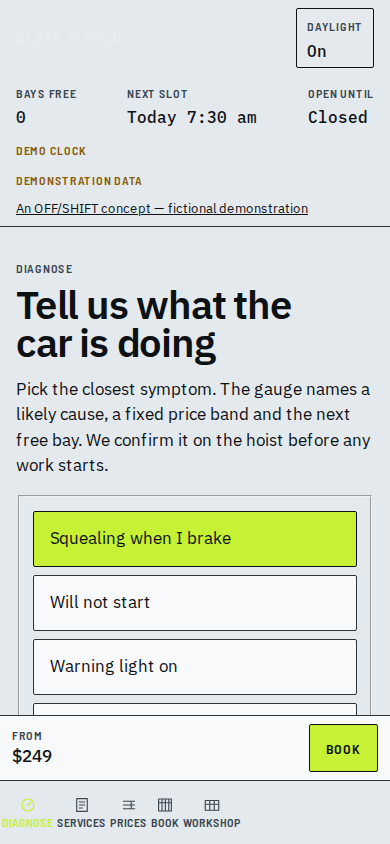 SLATE PISTON
DAYLIGHT
On
BAYS FREE
0
NEXT SLOT
Today 7:30 am
OPEN UNTIL
Closed
DEMO CLOCK
DEMONSTRATION DATA
An OFF/SHIFT concept — fictional demonstration
DIAGNOSE
Tell us what the
car is doing
Pick the closest symptom. The gauge names a
likely cause, a fixed price band and the next
free bay. We confirm it on the hoist before any
work starts.
Squealing when I brake
Will not start
Warning light on
FROM
$249
BOOK
DIAGNOSE SERVICES PRICES BOOK WORKSHOP